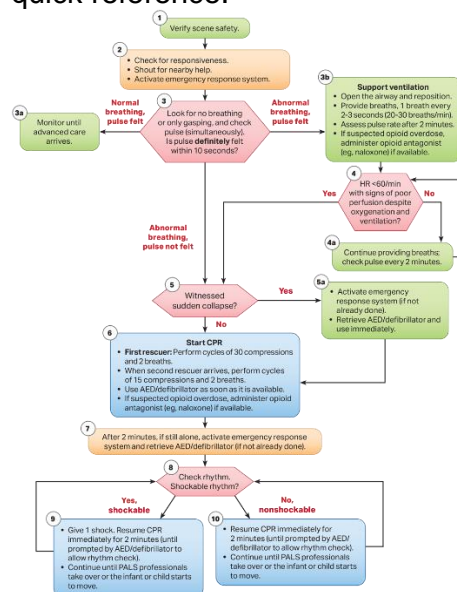 quick reference.
1
Verify scene safety.
2
• Check for responsiveness.
• Shout for nearby help.
• Activate emergency response system.
3
Look for no breathing
or only gasping, and check
pulse (simultaneously).
Is pulse definitely felt
within 10 seconds?
Normal
breathing,
pulse felt
3a
Monitor until
advanced care
arrives.
Abnormal
breathing,
pulse felt
3b
Support ventilation
• Open the airway and reposition.
• Provide breaths, 1 breath every
2-3 seconds (20-30 breaths/min).
• Assess pulse rate after 2 minutes.
• If suspected opioid overdose,
administer opioid antagonist
(eg, naloxone) if available.
4
HR <60/min
with signs of poor
perfusion despite
oxygenation and
ventilation?
Yes
No
4a
Continue providing breaths;
check pulse every 2 minutes.
Abnormal
breathing,
pulse not felt
5
Witnessed
sudden collapse?
Yes
5a
• Activate emergency
response system (if not
already done).
• Retrieve AED/defibrillator and
use immediately.
No
6
Start CPR
• First rescuer: Perform cycles of 30 compressions
and 2 breaths.
• When second rescuer arrives, perform cycles
of 15 compressions and 2 breaths.
• Use AED/defibrillator as soon as it is available.
• If suspected opioid overdose, administer opioid
antagonist (eg, naloxone) if available.
7
After 2 minutes, if still alone, activate emergency response
system and retrieve AED/defibrillator (if not already done).
8
Check rhythm.
Shockable rhythm?
Yes,
shockable
No,
nonshockable
9
• Give 1 shock. Resume CPR
immediately for 2 minutes (until
prompted by AED/defibrillator
to allow rhythm check).
• Continue until PALS professionals
take over or the infant or child starts
to move.
10
• Resume CPR immediately for
2 minutes (until prompted by AED/
defibrillator to allow rhythm check).
• Continue until PALS professionals
take over or the infant or child
starts to move.